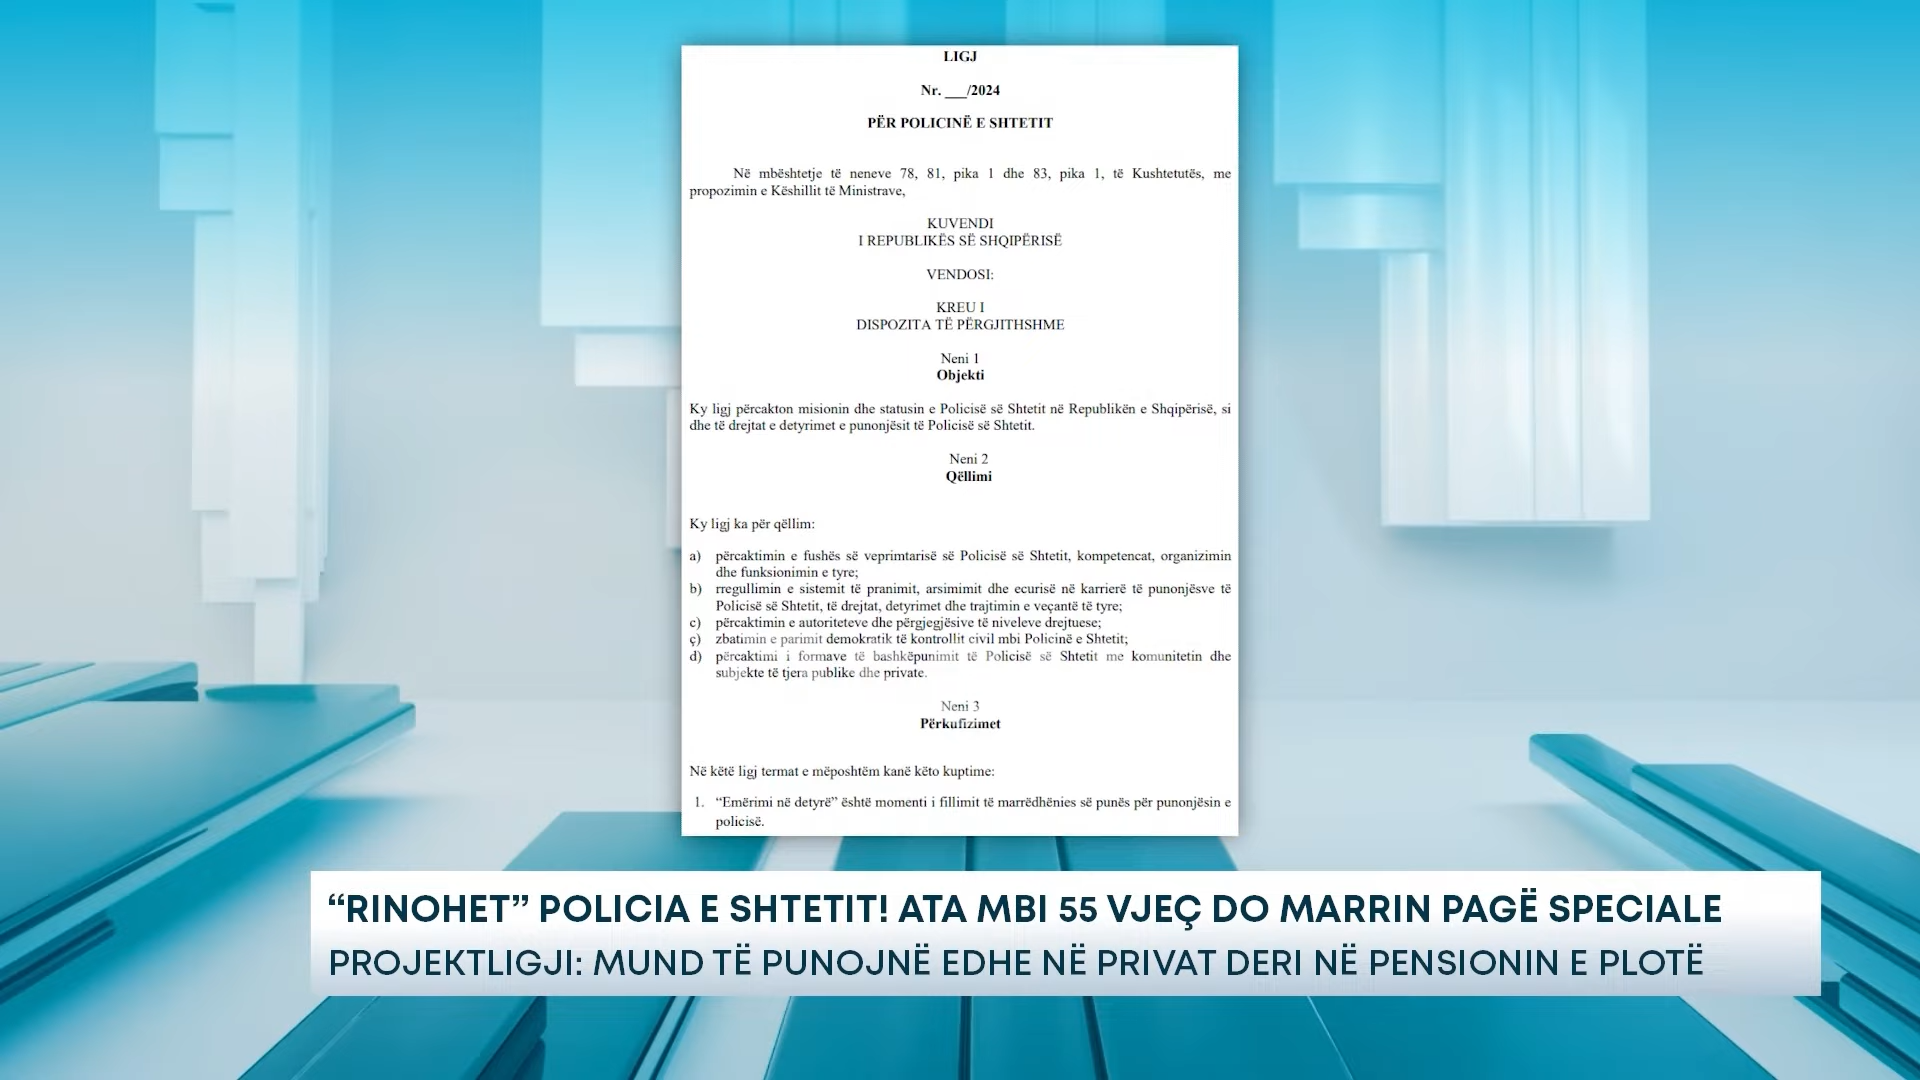 LIGJ
Nr. ___/2024
PËR POLICINË E SHTETIT
Në mbështetje të neneve 78, 81, pika 1 dhe 83, pika 1, të Kushtetutës, me
propozimin e Këshillit të Ministrave,
KUVENDI
I REPUBLIKËS SË SHQIPËRISË
VENDOSI:
KREU I
DISPOZITA TË PËRGJITHSHME
Neni 1
Objekti
Ky ligj përcakton misionin dhe statusin e Policisë së Shtetit në Republikën e Shqipërisë, si
dhe të drejtat e detyrimet e punonjësit të Policisë së Shtetit.
Neni 2
Qëllimi
Ky ligj ka për qëllim:
a) përcaktimin e fushës së veprimtarisë së Policisë së Shtetit, kompetencat, organizimin
dhe funksionimin e tyre;
b) rregullimin e sistemit të pranimit, arsimimit dhe ecurisë në karrierë të punonjësve të
Policisë së Shtetit, të drejtat, detyrimet dhe trajtimin e veçantë të tyre;
c) përcaktimin e autoriteteve dhe përgjegjësive të niveleve drejtuese;
ç) zbatimin e parimit demokratik të kontrollit civil mbi Policinë e Shtetit;
d) përcaktimi i formave të bashkëpunimit të Policisë së Shtetit me komunitetin dhe
subjekte të tjera publike dhe private.
Neni 3
Përkufizimet
Në këtë ligj termat e mëposhtëm kanë këto kuptime:
1. “Emërimi në detyrë” është momenti i fillimit të marrëdhënies së punës për punonjësin e
policisë.
“RINOHET” POLICIA E SHTETIT! ATA MBI 55 VJEÇ DO MARRIN PAGË SPECIALE
PROJEKTLIGJI: MUND TË PUNOJNË EDHE NË PRIVAT DERI NË PENSIONIN E PLOTË